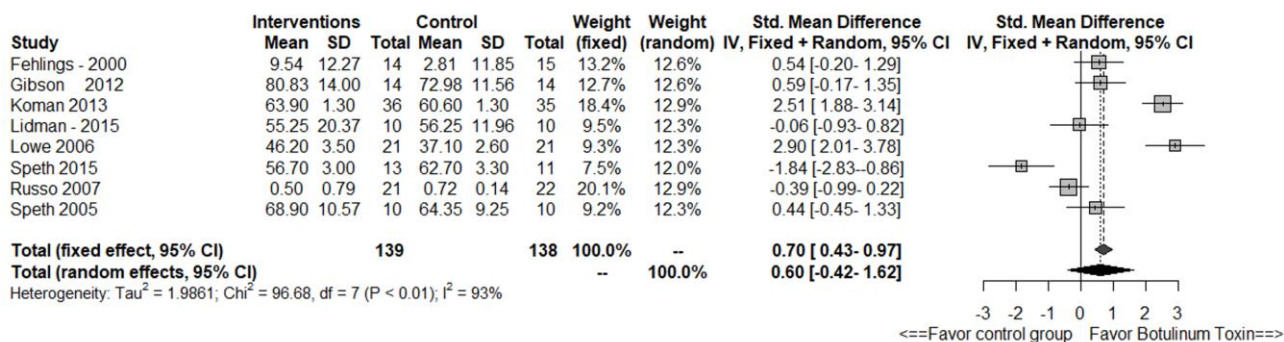 Interventions Control Weight Weight Std. Mean Difference Std. Mean Difference
Study Mean SD Total Mean SD Total (fixed) (random) IV, Fixed + Random, 95% CI IV, Fixed + Random, 95% CI
Fehlings - 2000 9.54 12.27 14 2.81 11.85 15 13.2% 12.6% 0.54 [-0.20- 1.29]
Gibson 2012 80.83 14.00 14 72.98 11.56 14 12.7% 12.6% 0.59 [-0.17- 1.35]
Koman 2013 63.90 1.30 36 60.60 1.30 35 18.4% 12.9% 2.51 [ 1.88- 3.14]
Lidman - 2015 55.25 20.37 10 56.25 11.96 10 9.5% 12.3% -0.06 [-0.93- 0.82]
Lowe 2006 46.20 3.50 21 37.10 2.60 21 9.3% 12.3% 2.90 [ 2.01- 3.78]
Speth 2015 56.70 3.00 13 62.70 3.30 11 7.5% 12.0% -1.84 [-2.83--0.86]
Russo 2007 0.50 0.79 21 0.72 0.14 22 20.1% 12.9% -0.39 [-0.99- 0.22]
Speth 2005 68.90 10.57 10 64.35 9.25 10 9.2% 12.3% 0.44 [-0.45- 1.33]
Total (fixed effect, 95% CI) 139 138 100.0% -- 0.70 [ 0.43- 0.97]
Total (random effects, 95% CI) -- 100.0% 0.60 [-0.42- 1.62]
Heterogeneity: Tau² = 1.9861; Chi² = 96.68, df = 7 (P < 0.01); I² = 93%
-3 -2 -1 0 1 2 3
<==Favor control group Favor Botulinum Toxin==>